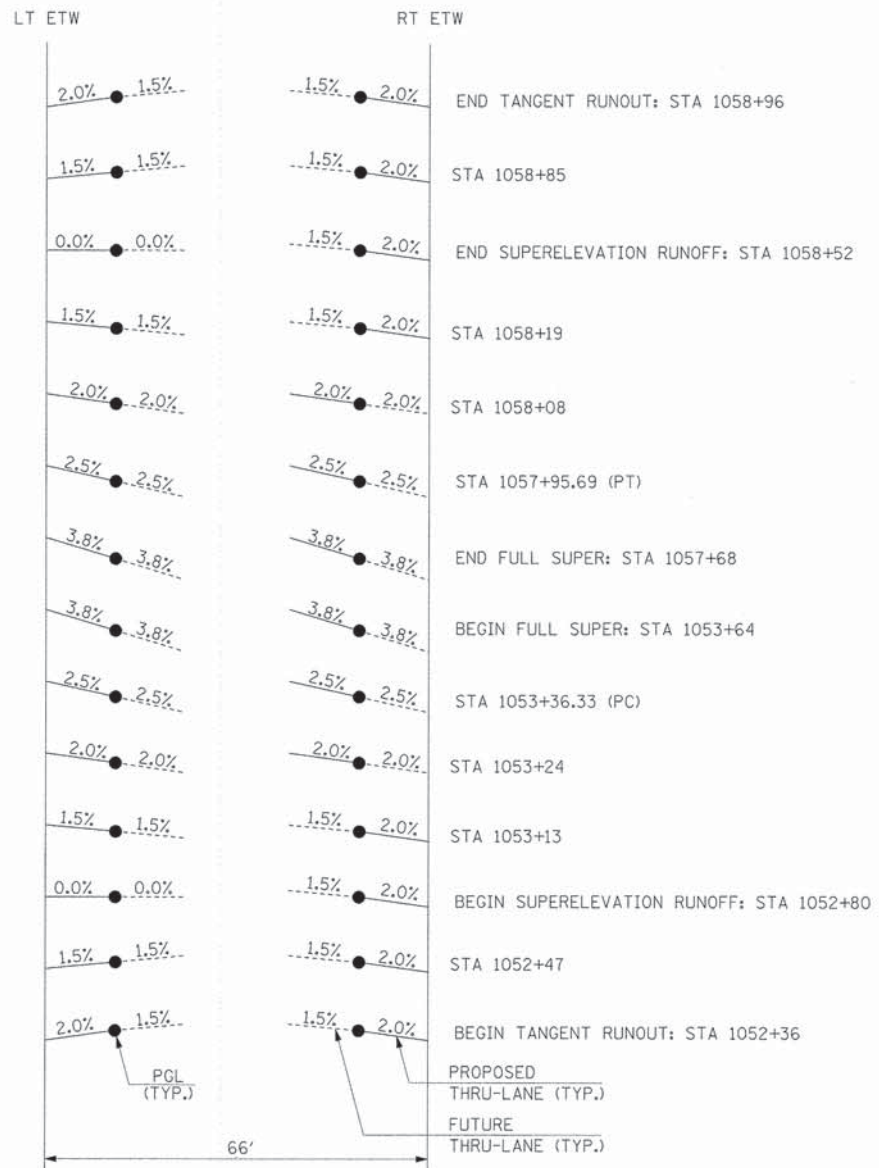 LT ETW RT ETW
2.0% 1.5% 1.5% 2.0% END TANGENT RUNOUT: STA 1058+96
1.5% 1.5% 1.5% 2.0% STA 1058+85
0.0% 0.0% 1.5% 2.0% END SUPERELEVATION RUNOFF: STA 1058+52
1.5% 1.5% 1.5% 2.0% STA 1058+19
2.0% 2.0% 2.0% 2.0% STA 1058+08
2.5% 2.5% 2.5% 2.5% STA 1057+95.69 (PT)
3.8% 3.8% 3.8% 3.8% END FULL SUPER: STA 1057+68
3.8% 3.8% 3.8% 3.8% BEGIN FULL SUPER: STA 1053+64
2.5% 2.5% 2.5% 2.5% STA 1053+36.33 (PC)
2.0% 2.0% 2.0% 2.0% STA 1053+24
1.5% 1.5% 1.5% 2.0% STA 1053+13
0.0% 0.0% 1.5% 2.0% BEGIN SUPERELEVATION RUNOFF: STA 1052+80
1.5% 1.5% 1.5% 2.0% STA 1052+47
2.0% 1.5% 1.5% 2.0% BEGIN TANGENT RUNOUT: STA 1052+36
PGL
(TYP.)
PROPOSED
THRU-LANE (TYP.)
FUTURE
THRU-LANE (TYP.)
66'